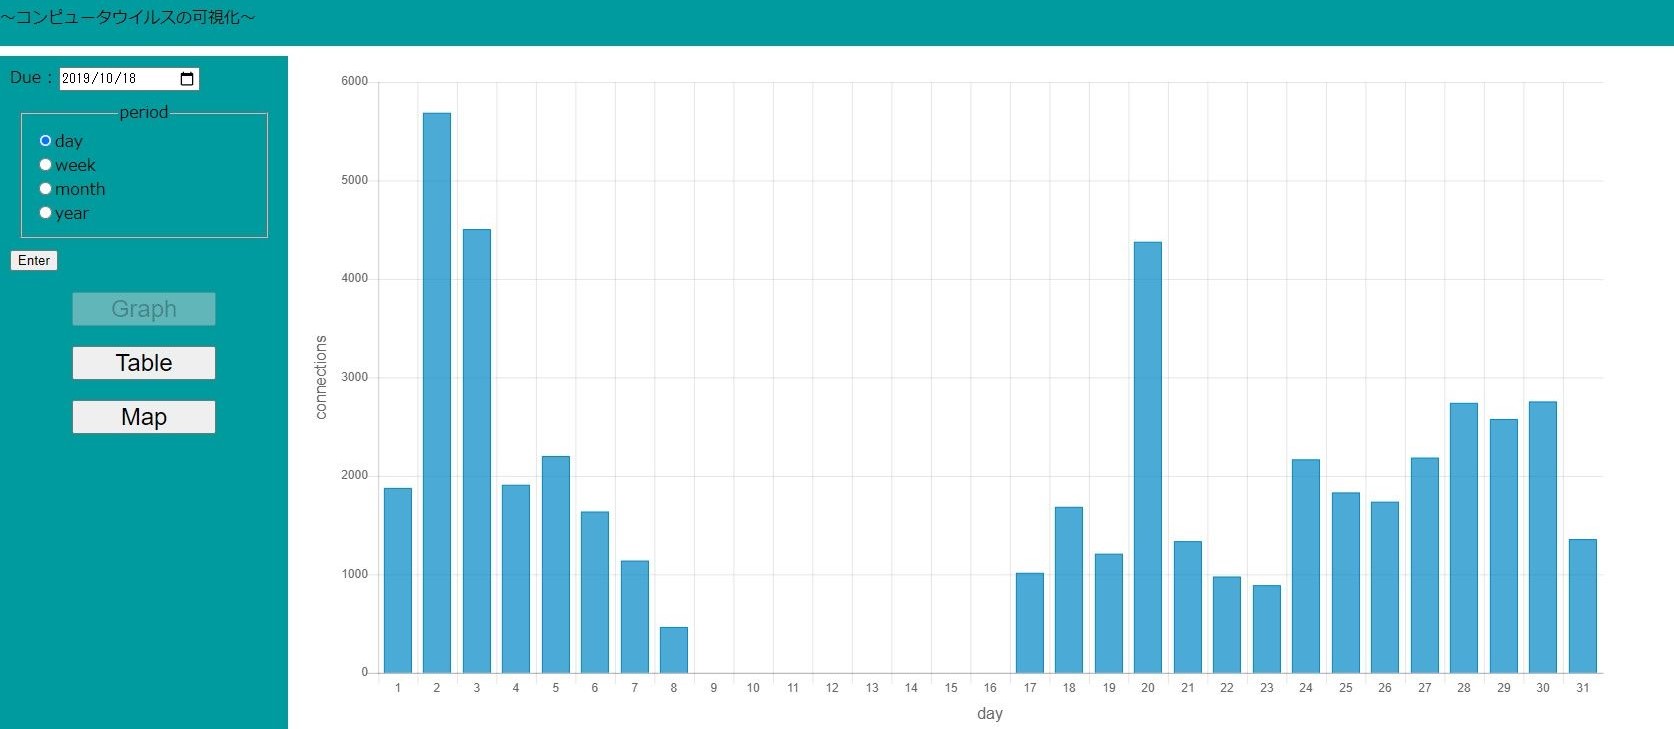 ～コンピュータウイルスの可視化～
Due : 2019/10/18
period
day
week
month
year
Enter
Graph
Table
Map
6000
5000
4000
3000
2000
1000
0
connections
1 2 3 4 5 6 7 8 9 10 11 12 13 14 15 16 17 18 19 20 21 22 23 24 25 26 27 28 29 30 31
day